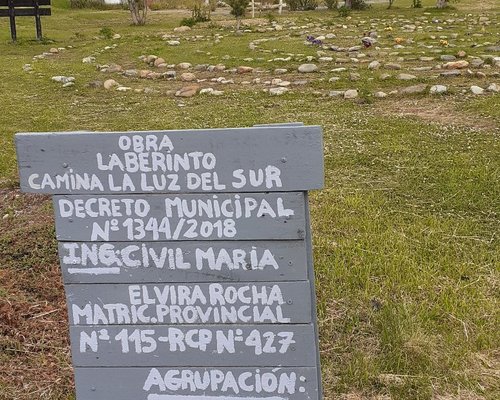 OBRA
LABERINTO
CAMINA LA LUZ DEL SUR
DECRETO MUNICIPAL
Nº 1344/2018
ING: CIVIL MARIA
ELVIRA ROCHA
MATRIC. PROVINCIAL
Nº 115-RCP Nº 427
AGRUPACIÓN: